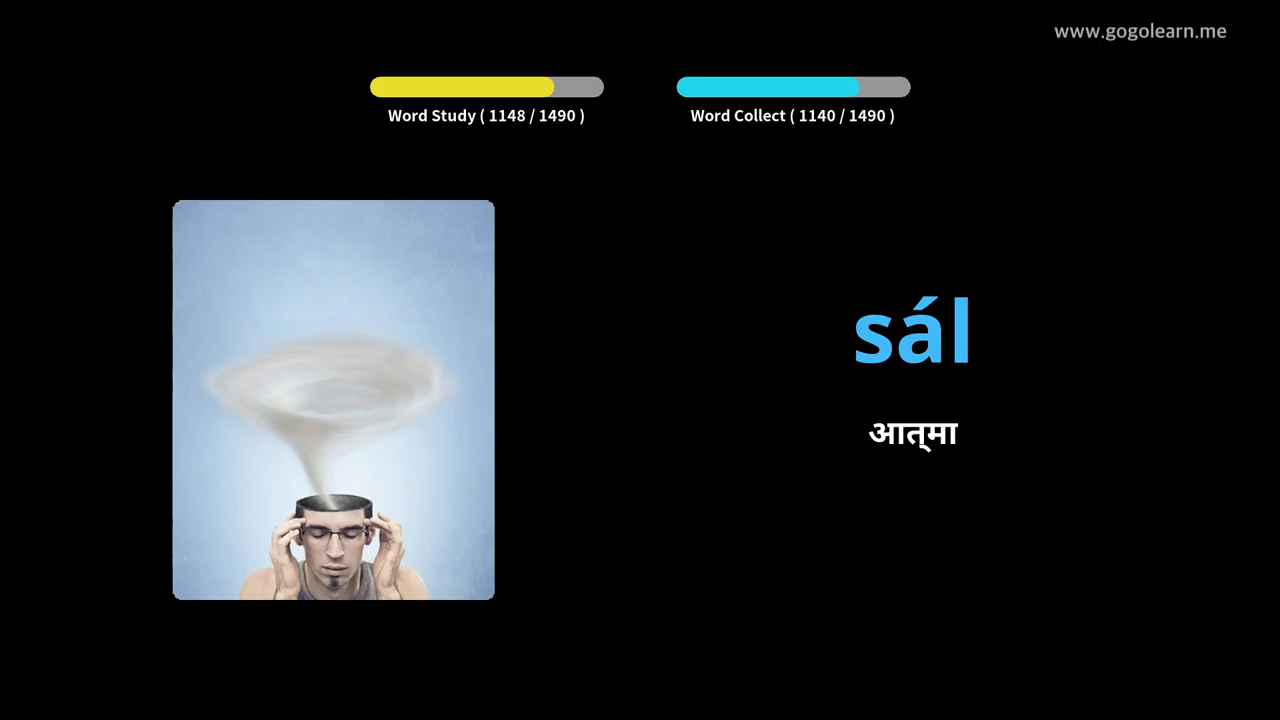 www.gogolearn.me
Word Study ( 1148 / 1490 )
Word Collect ( 1140 / 1490 )
sál
आत्‌मा